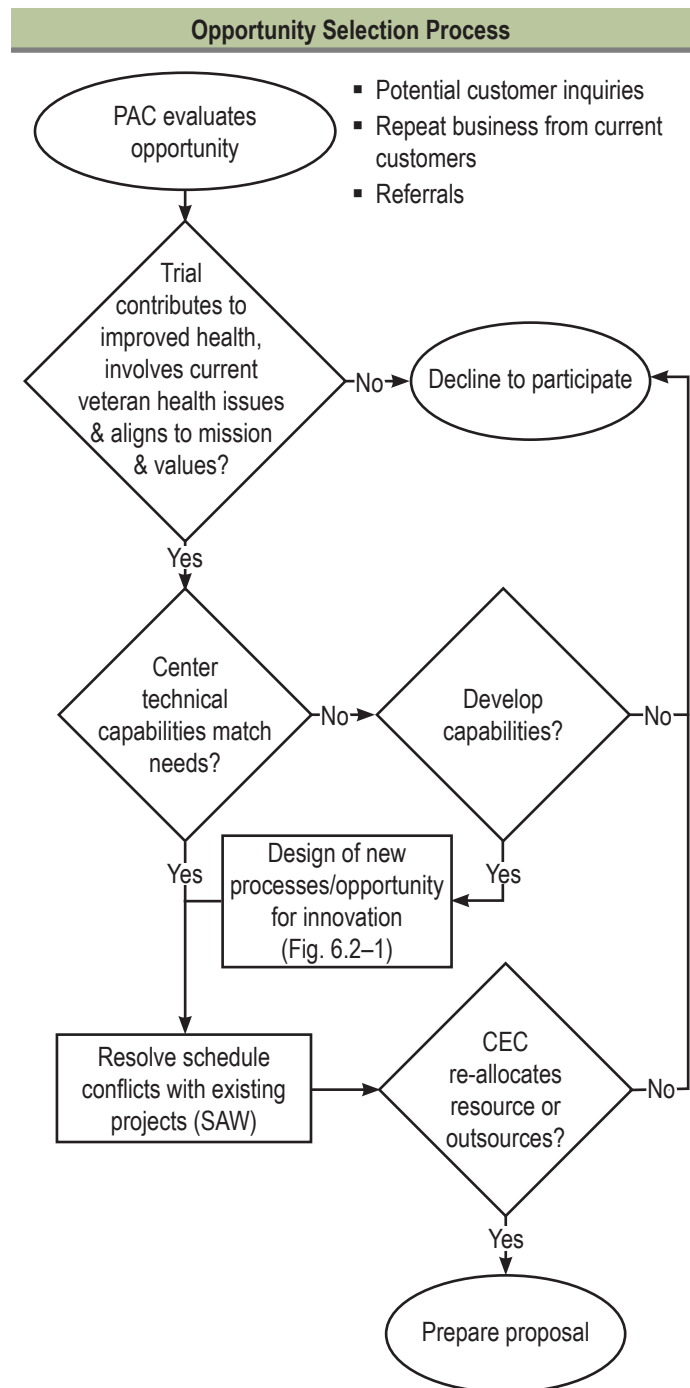 Opportunity Selection Process
PAC evaluates
opportunity
▪ Potential customer inquiries
▪ Repeat business from current
customers
▪ Referrals
Trial
contributes to
improved health,
involves current
veteran health issues
& aligns to mission
& values?
No
Decline to participate
Yes
Center
technical
capabilities match
needs?
No
Develop
capabilities?
No
Yes
Design of new
processes/opportunity
for innovation
(Fig. 6.2–1)
Yes
Resolve schedule
conflicts with existing
projects (SAW)
CEC
re-allocates
resource or
outsources?
No
Yes
Prepare proposal